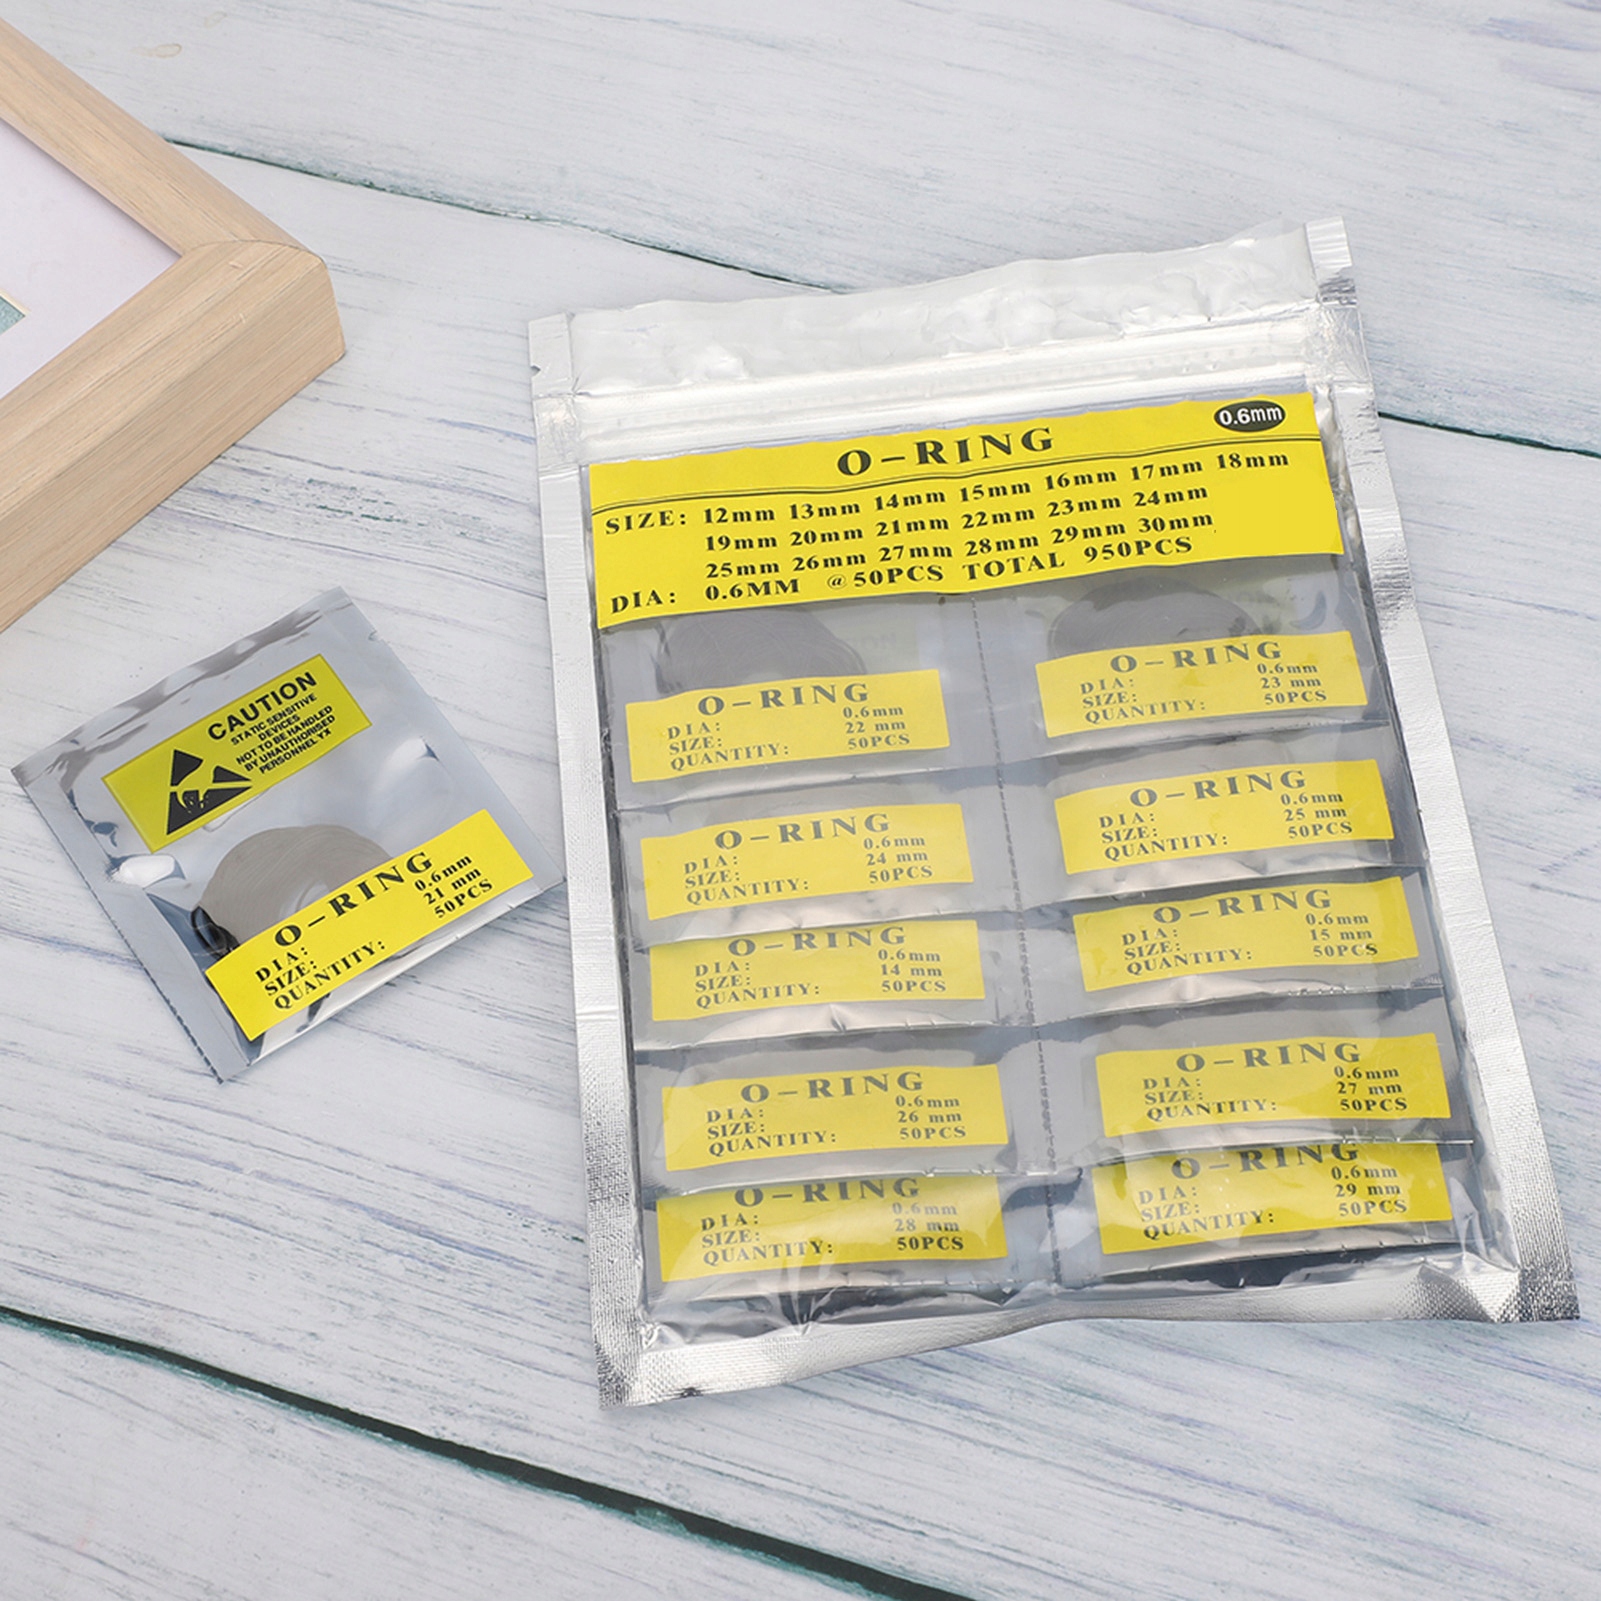 O-RING 0.6mm
SIZE: 12mm 13mm 14mm 15mm 16mm 17mm 18mm
19mm 20mm 21mm 22mm 23mm 24mm
25mm 26mm 27mm 28mm 29mm 30mm
DIA: 0.6MM @50PCS TOTAL 950PCS
O-RING
DIA: 0.6mm
SIZE: 22 mm
QUANTITY: 50PCS
O-RING
DIA: 0.6mm
SIZE: 23 mm
QUANTITY: 50PCS
O-RING
DIA: 0.6mm
SIZE: 24 mm
QUANTITY: 50PCS
O-RING
DIA: 0.6mm
SIZE: 25 mm
QUANTITY: 50PCS
O-RING
DIA: 0.6mm
SIZE: 14 mm
QUANTITY: 50PCS
O-RING
DIA: 0.6mm
SIZE: 15 mm
QUANTITY: 50PCS
O-RING
DIA: 0.6mm
SIZE: 26 mm
QUANTITY: 50PCS
O-RING
DIA: 0.6mm
SIZE: 27 mm
QUANTITY: 50PCS
O-RING
DIA: 0.6mm
SIZE: 28 mm
QUANTITY: 50PCS
O-RING
DIA: 0.6mm
SIZE: 29 mm
QUANTITY: 50PCS
CAUTION
STATIC SENSITIVE
DEVICES
NOT TO BE HANDLED
BY UNAUTHORISED
PERSONNEL YX
O-RING
DIA: 0.6mm
SIZE: 21 mm
QUANTITY: 50PCS